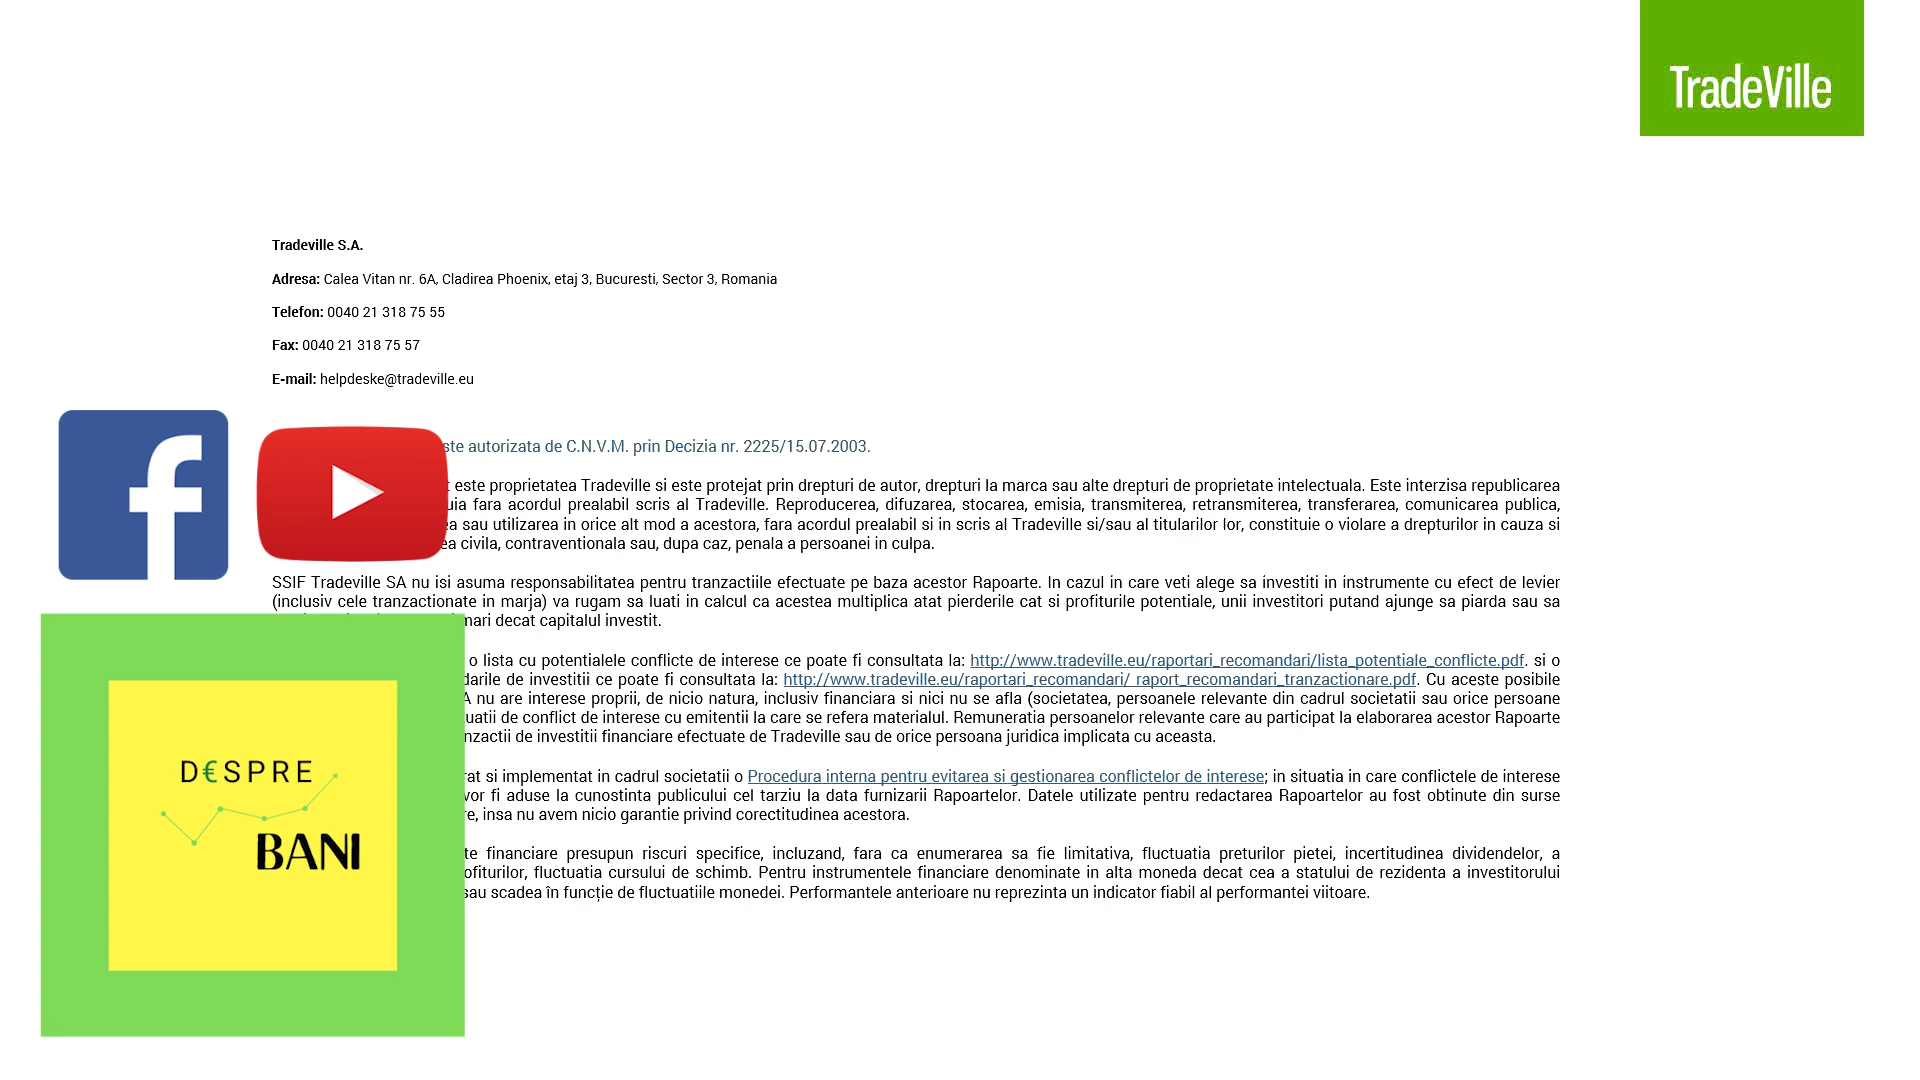 TradeVille
Tradeville S.A.
Adresa: Calea Vitan nr. 6A, Cladirea Phoenix, etaj 3, Bucuresti, Sector 3, Romania
Telefon: 0040 21 318 75 55
Fax: 0040 21 318 75 57
E-mail: helpdeske@tradeville.eu
autorizata de C.N.V.M. prin Decizia nr. 2225/15.07.2003.
este proprietatea Tradeville si este protejat prin drepturi de autor, drepturi la marca sau alte drepturi de proprietate intelectuala. Este interzisa republicarea
fara acordul prealabil scris al Tradeville. Reproducerea, difuzarea, stocarea, emisia, transmiterea, retransmiterea, transferarea, comunicarea publica,
sau utilizarea in orice alt mod a acestora, fara acordul prealabil si in scris al Tradeville si/sau al titularilor lor, constituie o violare a drepturilor in cauza si
civila, contraventionala sau, dupa caz, penala a persoanei in culpa.
SSIF Tradeville SA nu isi asuma responsabilitatea pentru tranzactiile efectuate pe baza acestor Rapoarte. In cazul in care veti alege sa investiti in instrumente cu efect de levier
(inclusiv cele tranzactionate in marja) va rugam sa luati in calcul ca acestea multiplica atat pierderile cat si profiturile potentiale, unii investitori putand ajunge sa piarda sau sa
mari decat capitalul investit.
o lista cu potentialele conflicte de interese ce poate fi consultata la: http://www.tradeville.eu/raportari_recomandari/lista_potentiale_conflicte.pdf. si o
de investitii ce poate fi consultata la: http://www.tradeville.eu/raportari_recomandari/ raport_recomandari_tranzactionare.pdf. Cu aceste posibile
nu are interese proprii, de nicio natura, inclusiv financiara si nici nu se afla (societatea, persoanele relevante din cadrul societatii sau orice persoane
de conflict de interese cu emitentii la care se refera materialul. Remuneratia persoanelor relevante care au participat la elaborarea acestor Rapoarte
de investitii financiare efectuate de Tradeville sau de orice persoana juridica implicata cu aceasta.
si implementat in cadrul societatii o Procedura interna pentru evitarea si gestionarea conflictelor de interese; in situatia in care conflictele de interese
vor fi aduse la cunostinta publicului cel tarziu la data furnizarii Rapoartelor. Datele utilizate pentru redactarea Rapoartelor au fost obtinute din surse
insa nu avem nicio garantie privind corectitudinea acestora.
financiare presupun riscuri specifice, incluzand, fara ca enumerarea sa fie limitativa, fluctuatia preturilor pietei, incertitudinea dividendelor, a
fluctuatia cursului de schimb. Pentru instrumentele financiare denominate in alta moneda decat cea a statului de rezidenta a investitorului
sau scadea în funcție de fluctuatiile monedei. Performantele anterioare nu reprezinta un indicator fiabil al performantei viitoare.
D€SPRE
BANI